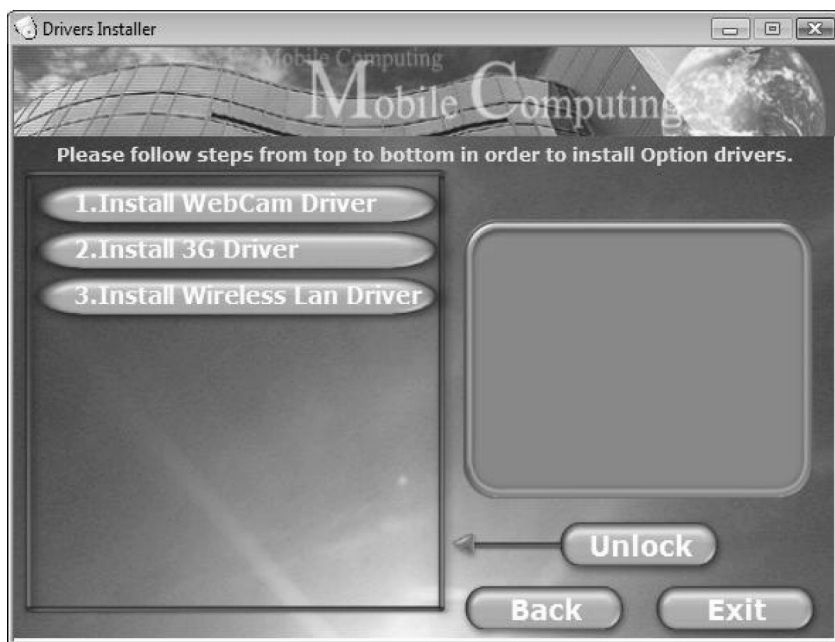 Drivers Installer
Mobile Computing
Mobile Computing
Please follow steps from top to bottom in order to install Option drivers.
1.Install WebCam Driver
2.Install 3G Driver
3.Install Wireless Lan Driver
Unlock
Back
Exit